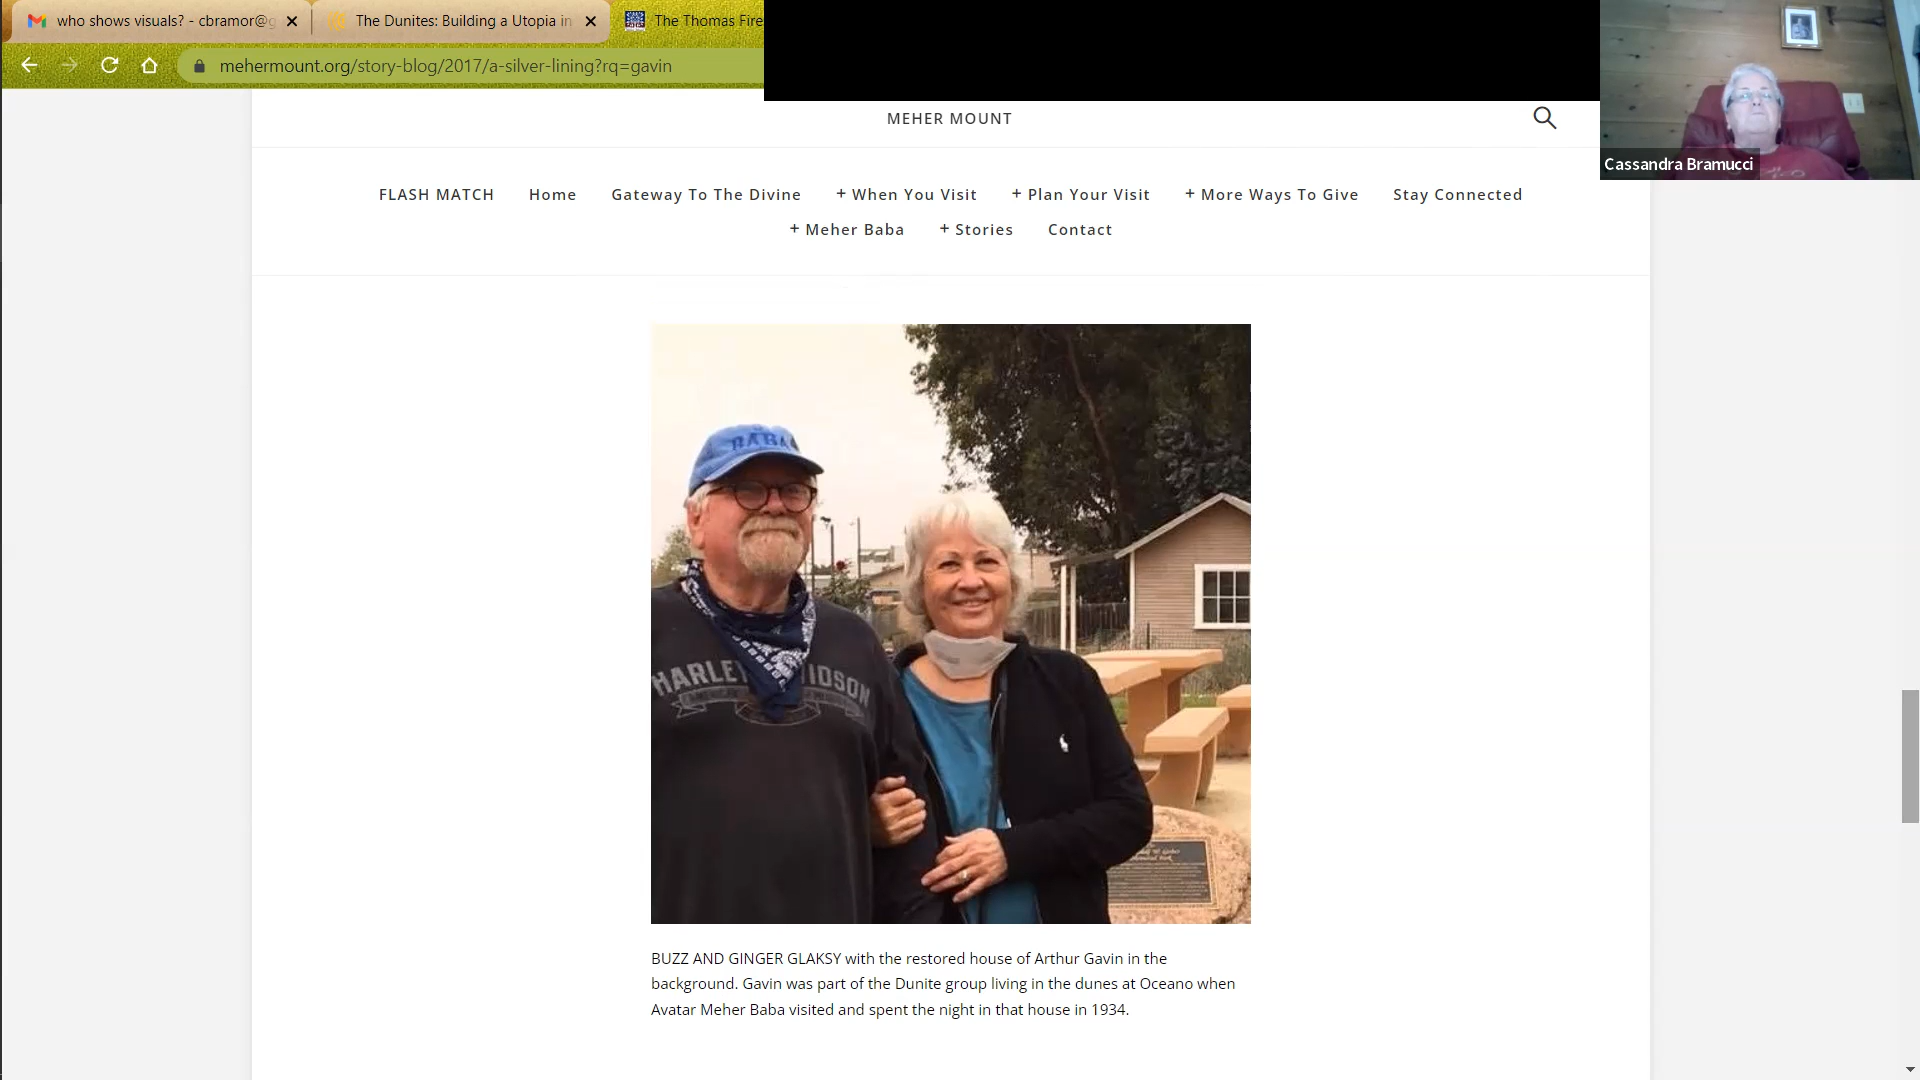 who shows visuals? - cbramor@g
The Dunites: Building a Utopia in
The Thomas Fire
mehermount.org/story-blog/2017/a-silver-lining?rq=gavin
Cassandra Bramucci
MEHER MOUNT
FLASH MATCH Home Gateway To The Divine + When You Visit + Plan Your Visit + More Ways To Give Stay Connected
+ Meher Baba + Stories Contact
BABA
HARLEY DAVIDSON
BUZZ AND GINGER GLAKSY with the restored house of Arthur Gavin in the
background. Gavin was part of the Dunite group living in the dunes at Oceano when
Avatar Meher Baba visited and spent the night in that house in 1934.